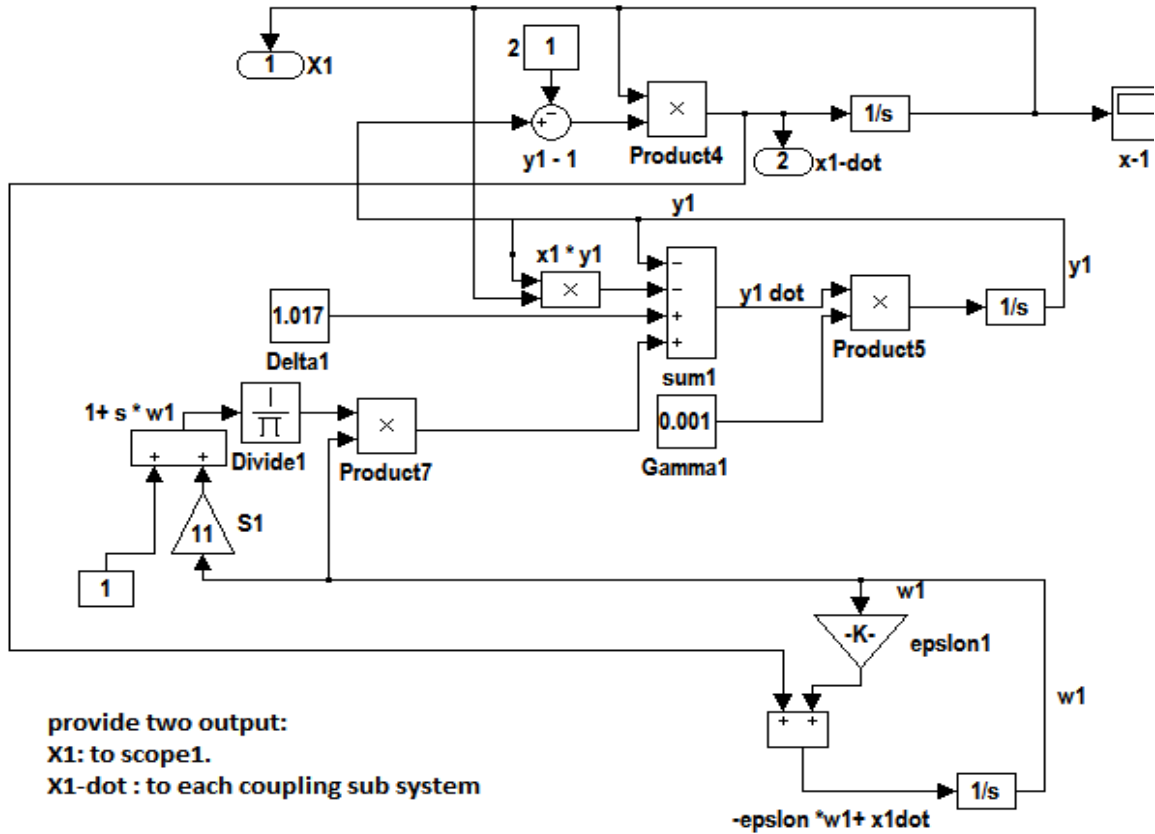 1 X1
2 1
+ −
y1 - 1
×
Product4
2 x1-dot
1/s
x-1
y1
x1 * y1
×
−
−
+
+
sum1
y1 dot
×
Product5
1/s
y1
1.017
Delta1
0.001
Gamma1
1+ s * w1
+ +
Divide1
×
Product7
11 S1
1
w1
-K-
epslon1
w1
+ +
1/s
-epslon *w1+ x1dot
provide two output:
X1: to scope1.
X1-dot : to each coupling sub system